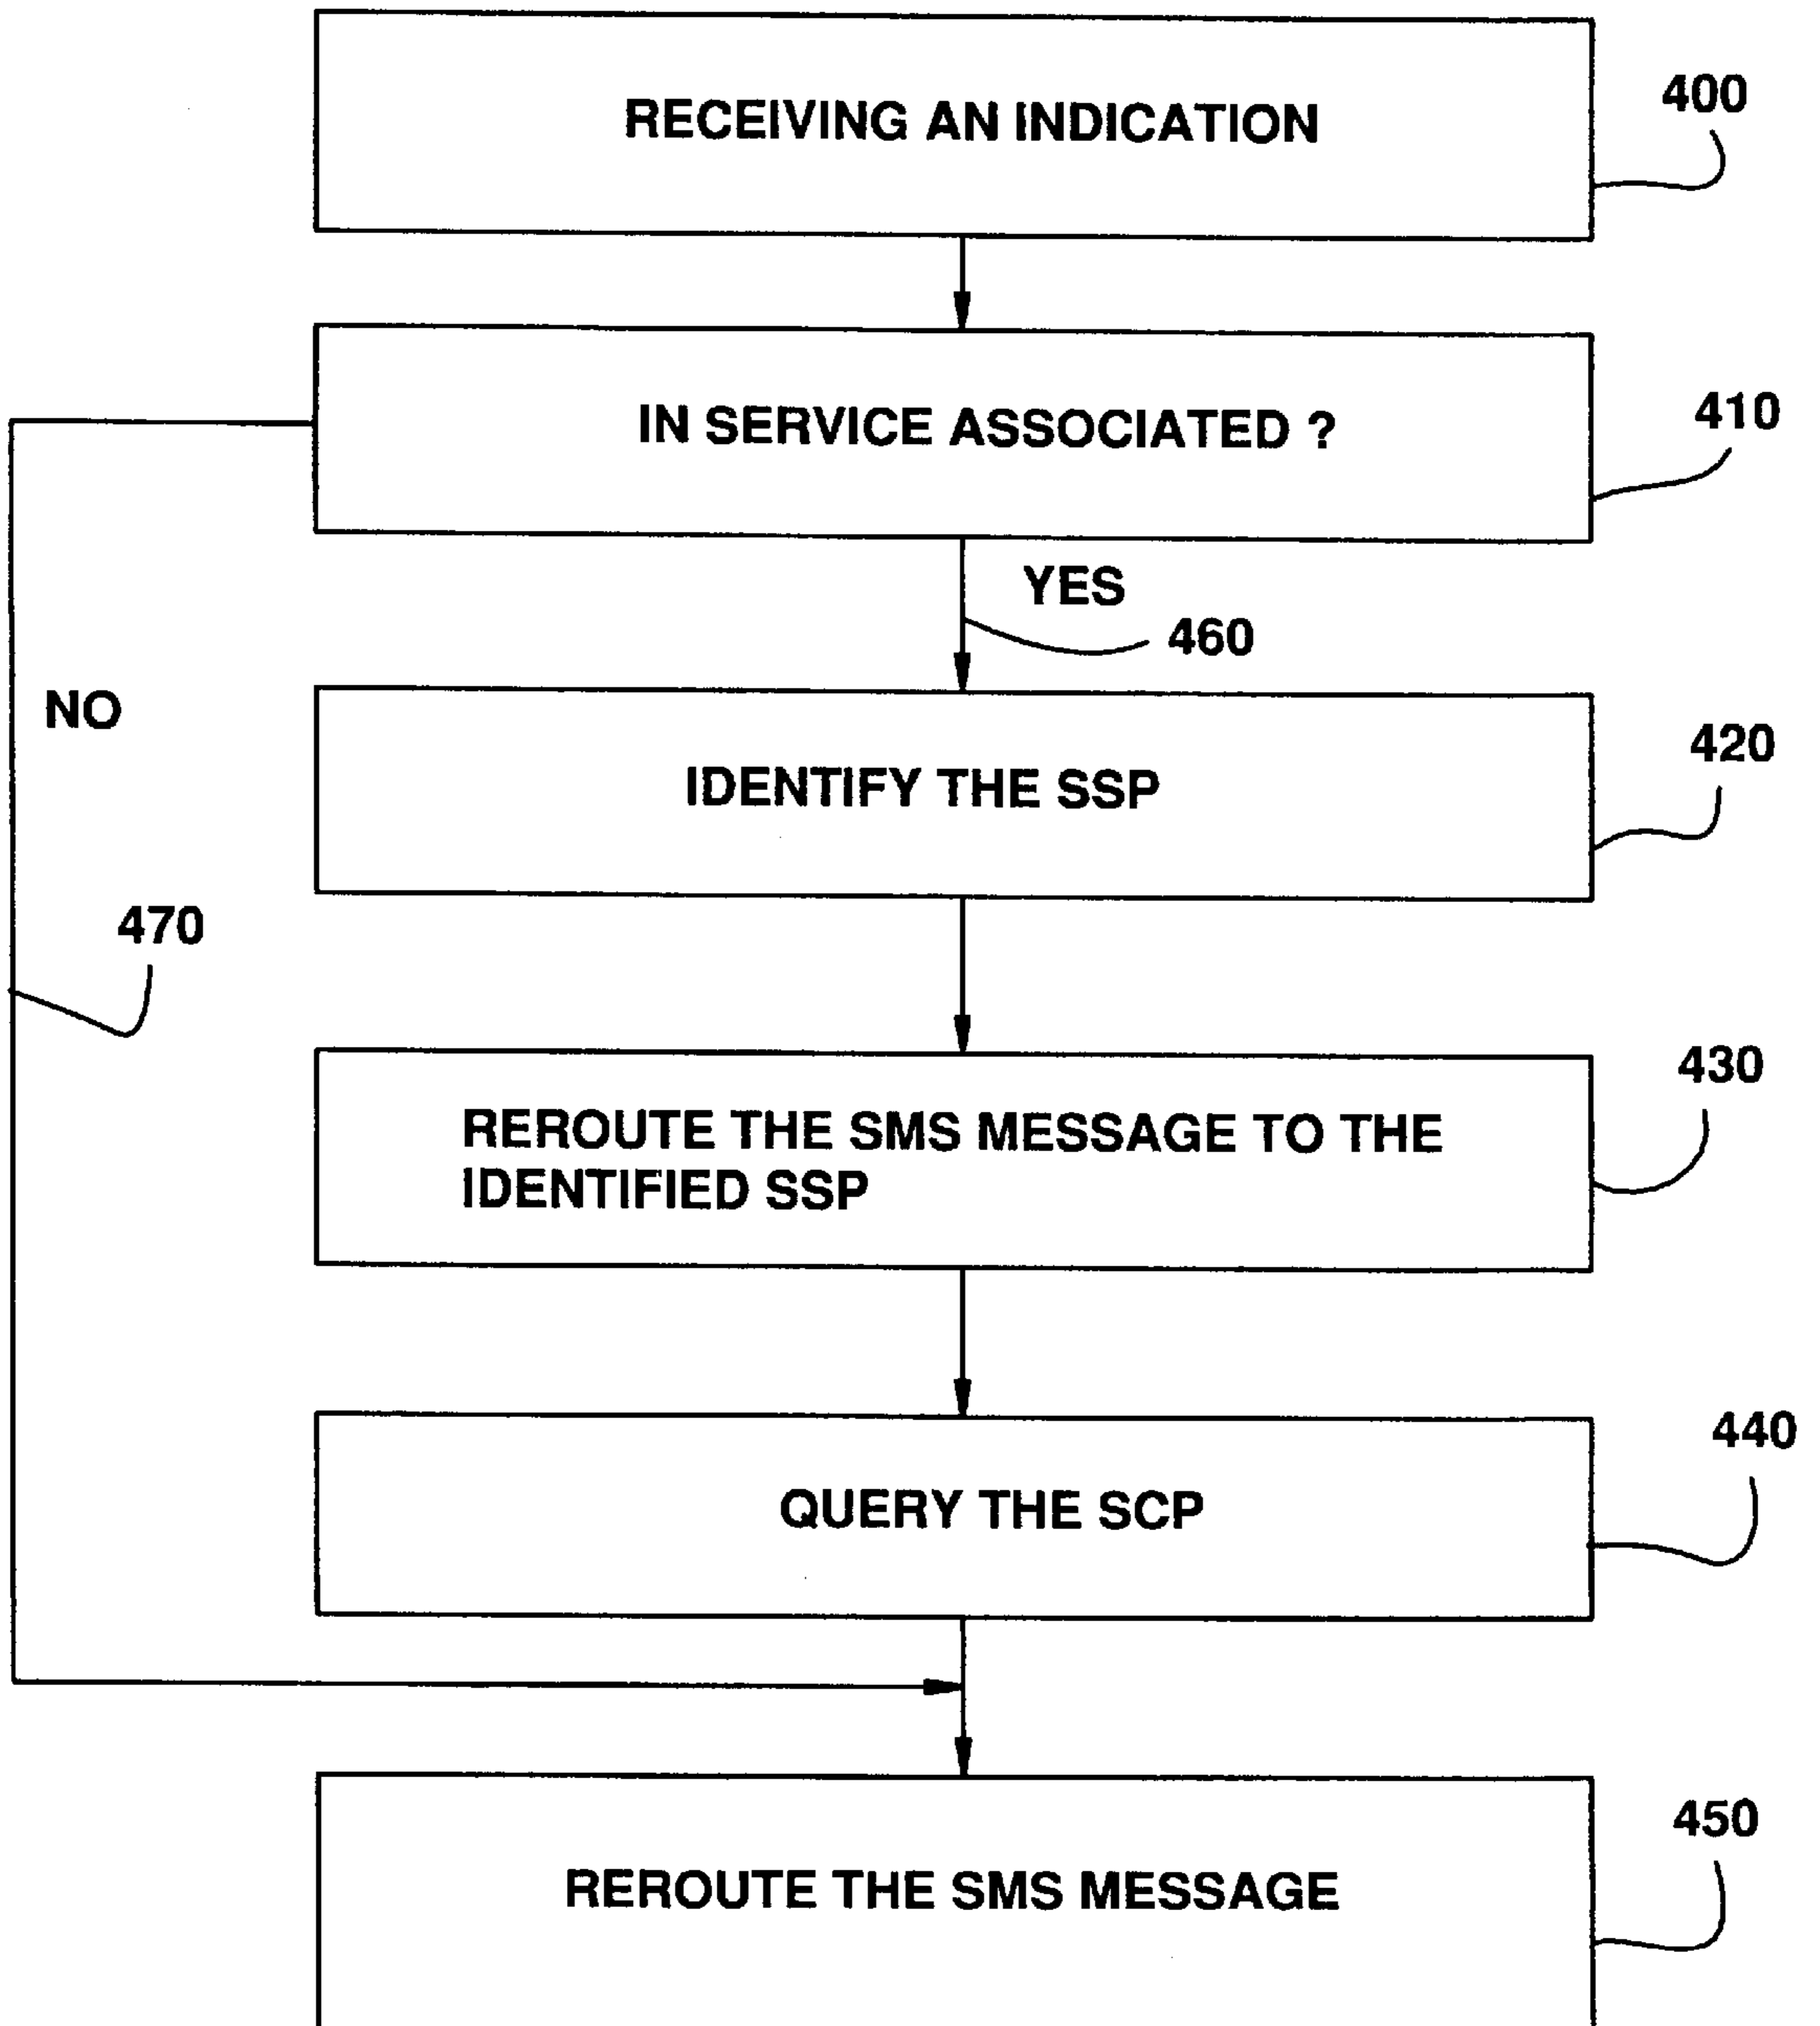 RECEIVING AN INDICATION
400
IN SERVICE ASSOCIATED ?
410
YES
460
NO
IDENTIFY THE SSP
420
470
REROUTE THE SMS MESSAGE TO THE
IDENTIFIED SSP
430
QUERY THE SCP
440
REROUTE THE SMS MESSAGE
450